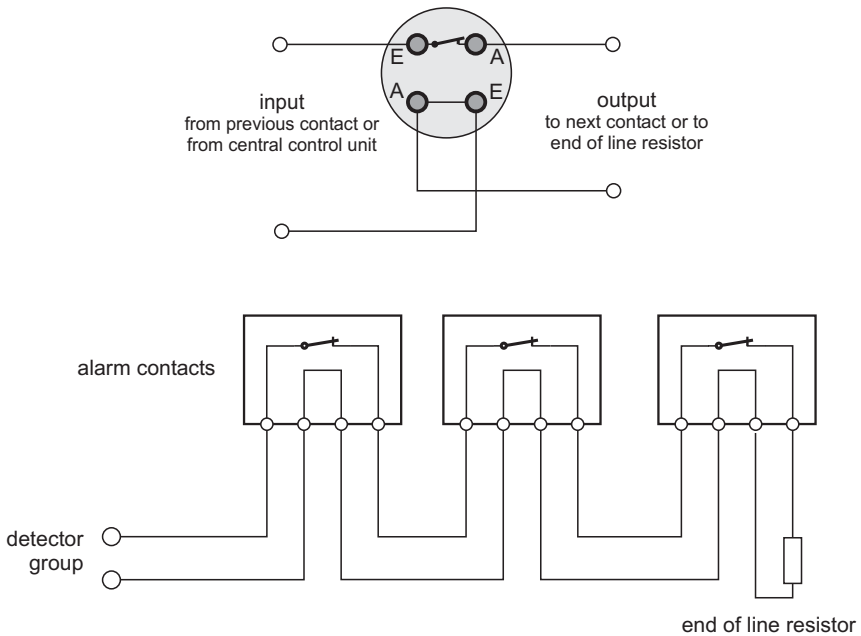 E
A
A
E
input
from previous contact or
from central control unit
output
to next contact or to
end of line resistor
alarm contacts
detector
group
end of line resistor